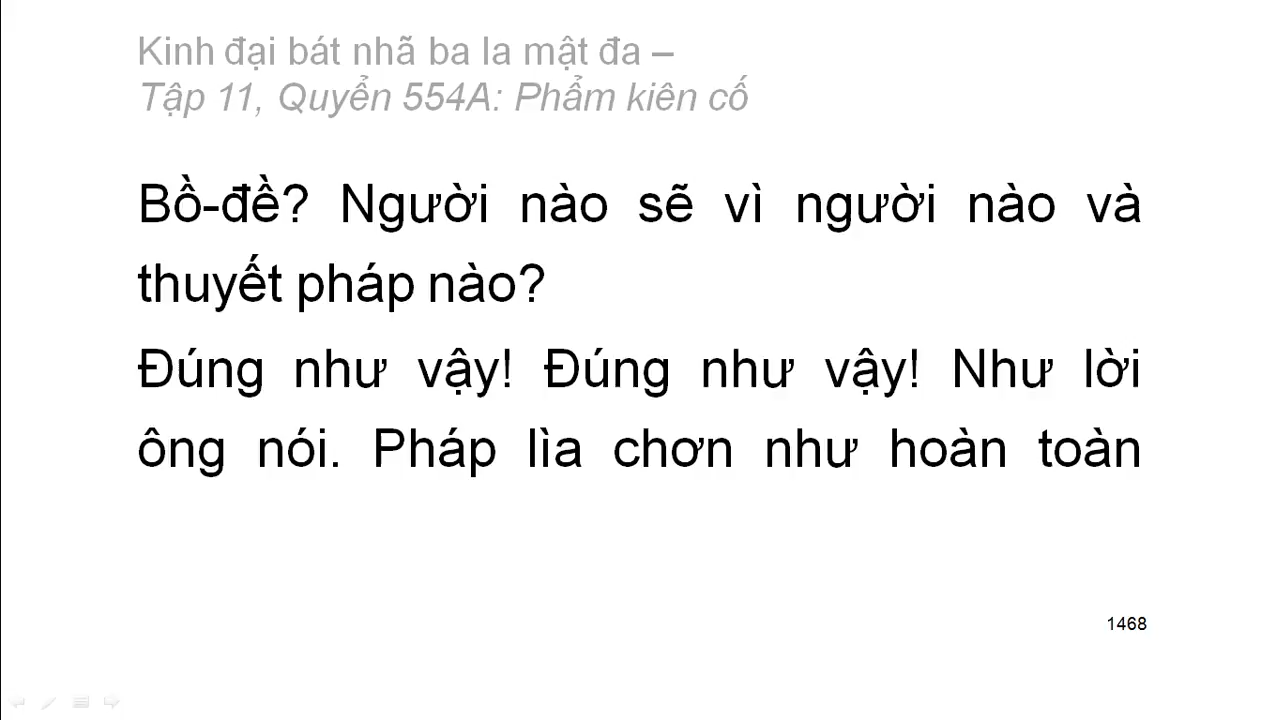 Kinh đại bát nhã ba la mật đa –
Tập 11, Quyển 554A: Phẩm kiên cố
Bồ-đề? Người nào sẽ vì người nào và
thuyết pháp nào?
Đúng như vậy! Đúng như vậy! Như lời
ông nói. Pháp lìa chơn như hoàn toàn
1468